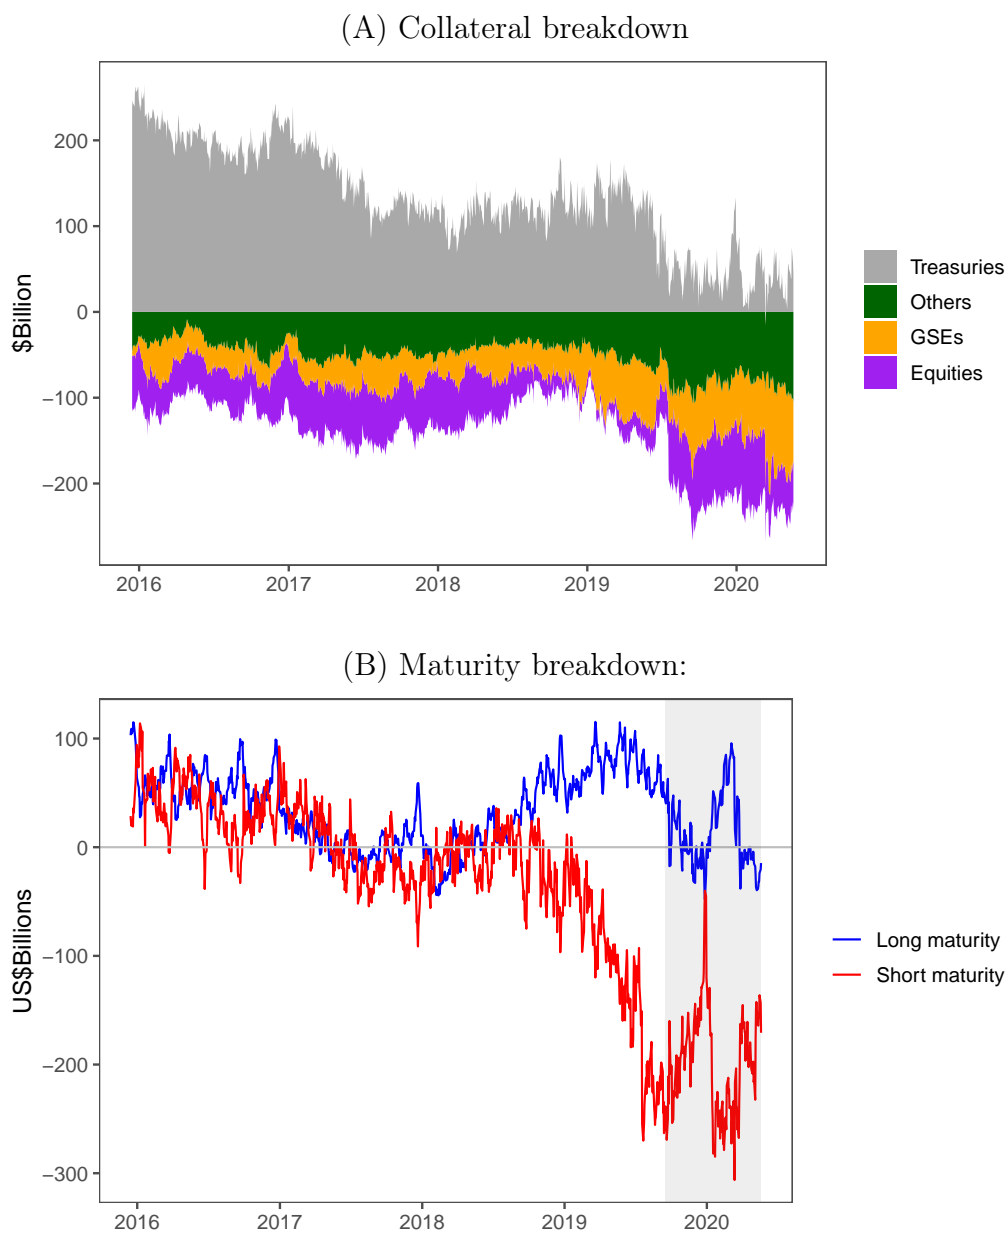 (A) Collateral breakdown
$Billion
200
100
0
−100
−200
2016 2017 2018 2019 2020
Treasuries
Others
GSEs
Equities
(B) Maturity breakdown:
US$Billions
100
0
−100
−200
−300
2016 2017 2018 2019 2020
Long maturity
Short maturity